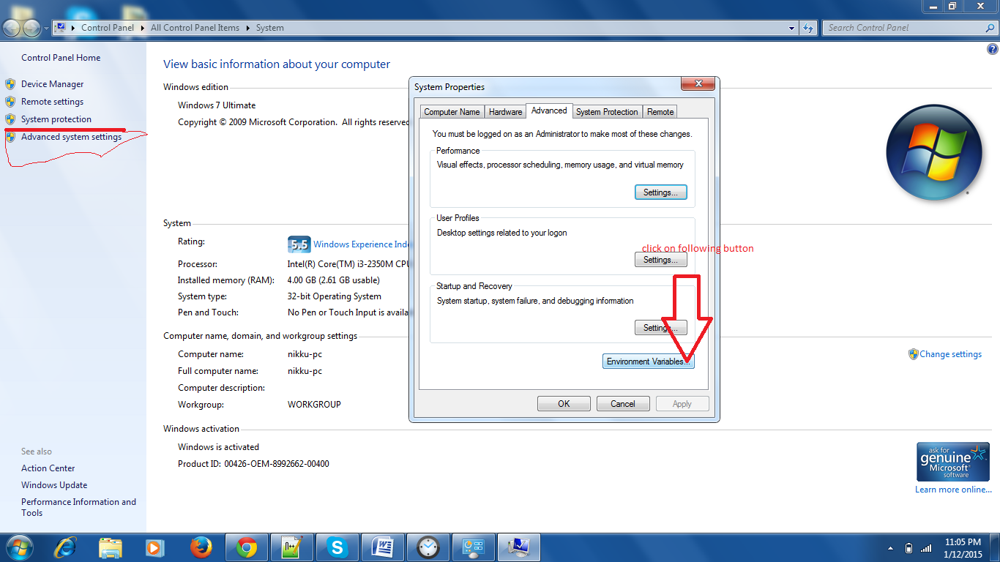 Control Panel
All Control Panel Items
System
Search Control Panel
Control Panel Home
Device Manager
Remote settings
System protection
Advanced system settings
See also
Action Center
Windows Update
Performance Information and
Tools
View basic information about your computer
Windows edition
Windows 7 Ultimate
Copyright © 2009 Microsoft Corporation. All rights reserved
System
Rating:
5.5 Windows Experience Inde
Processor: Intel(R) Core(TM) i3-2350M CPU
Installed memory (RAM): 4.00 GB (2.61 GB usable)
System type: 32-bit Operating System
Pen and Touch: No Pen or Touch Input is availa
Computer name, domain, and workgroup settings
Computer name: nikku-pc
Full computer name: nikku-pc
Computer description:
Workgroup: WORKGROUP
Change settings
Windows activation
Windows is activated
Product ID: 00426-OEM-8992662-00400
ask for
genuine
Microsoft
software
Learn more online...
System Properties
Computer Name
Hardware
Advanced
System Protection
Remote
You must be logged on as an Administrator to make most of these changes.
Performance
Visual effects, processor scheduling, memory usage, and virtual memory
Settings...
User Profiles
Desktop settings related to your logon
click on following button
Settings...
Startup and Recovery
System startup, system failure, and debugging information
Settings...
Environment Variables...
OK
Cancel
Apply
11:05 PM
1/12/2015